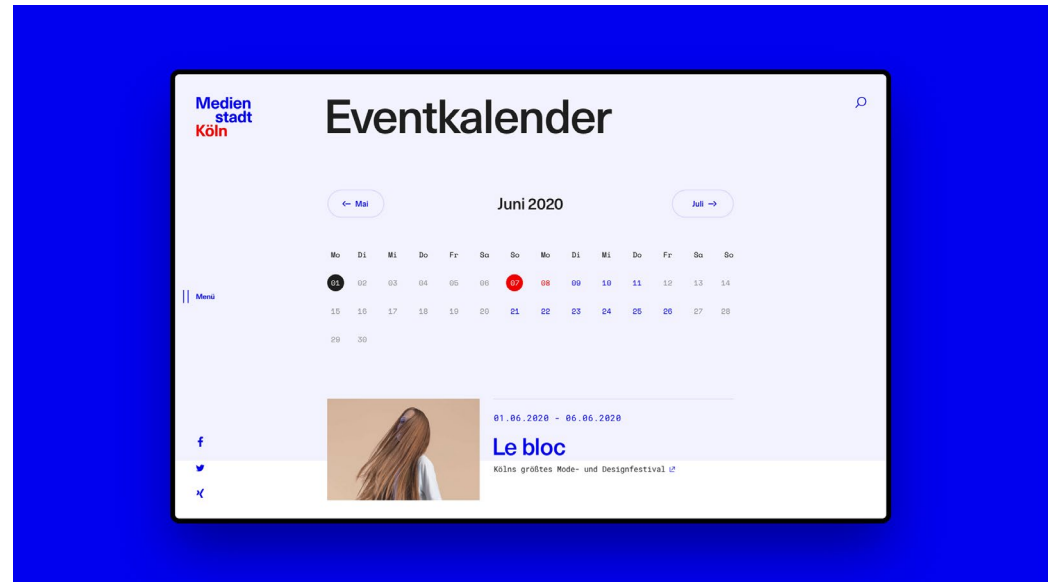 Medien
stadt
Köln
Eventkalender
← Mai
Juni 2020
Juli →
Mo Di Mi Do Fr Sa So Mo Di Mi Do Fr Sa So
01 02 03 04 05 06 07 08 09 10 11 12 13 14
Menü
15 16 17 18 19 20 21 22 23 24 25 26 27 28
29 30
01.06.2020 - 06.06.2020
Le bloc
Kölns größtes Mode- und Designfestival